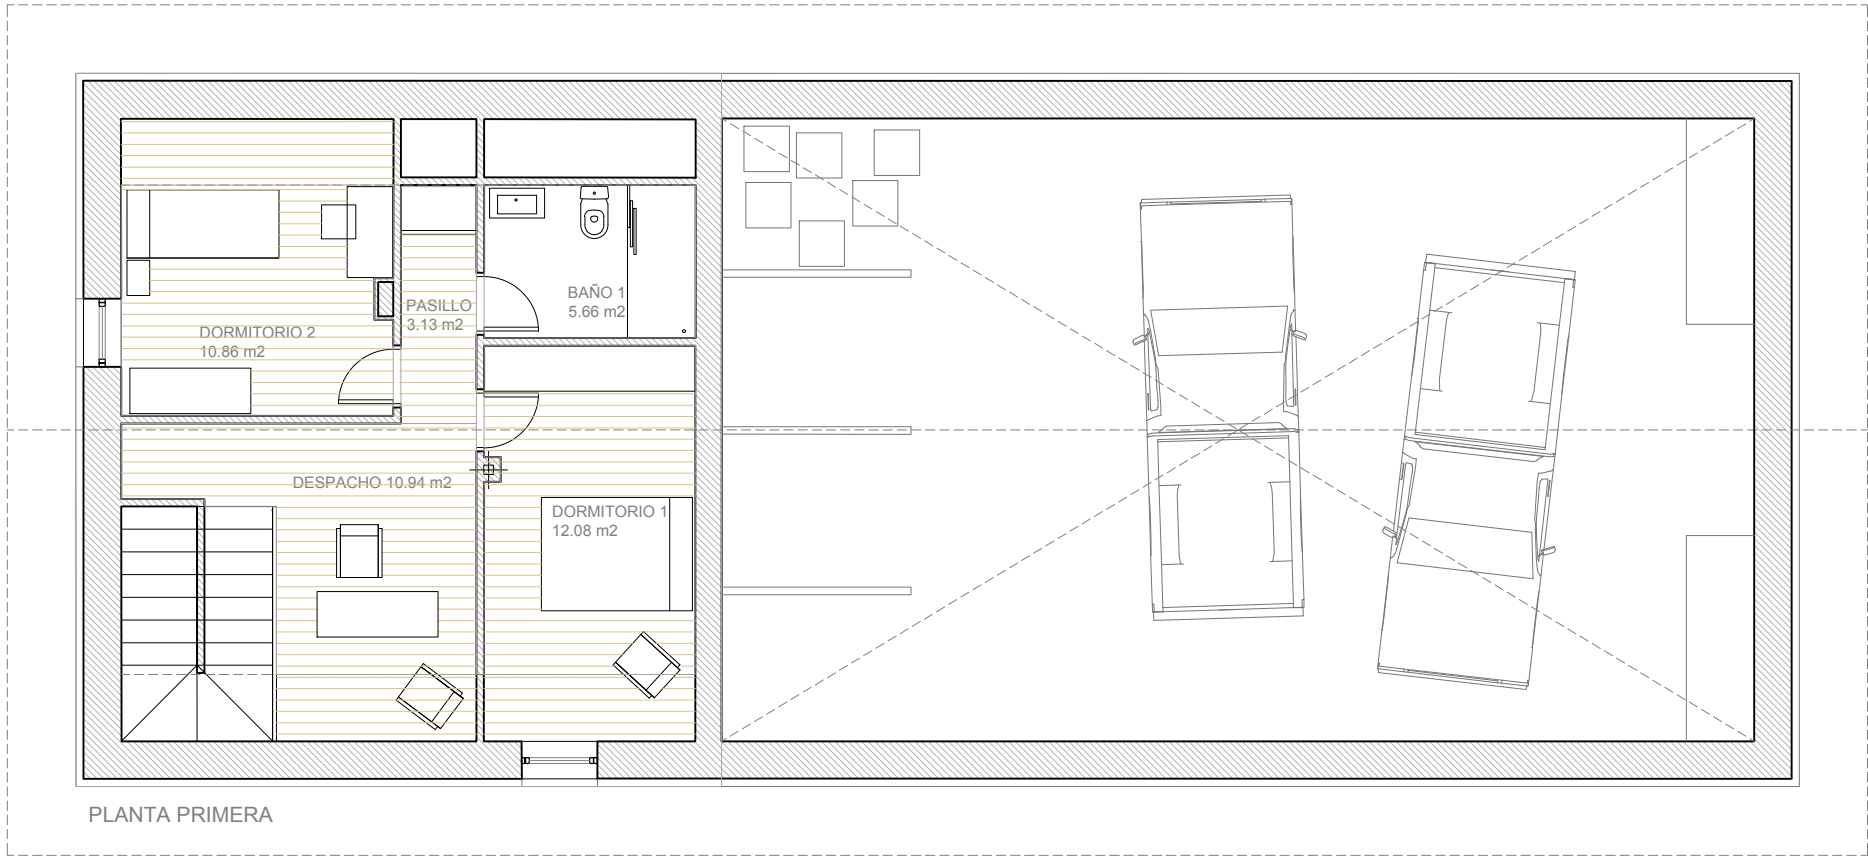 BAÑO 1
5.66 m2
PASILLO
3.13 m2
DORMITORIO 2
10.86 m2
DESPACHO 10.94 m2
DORMITORIO 1
12.08 m2
PLANTA PRIMERA